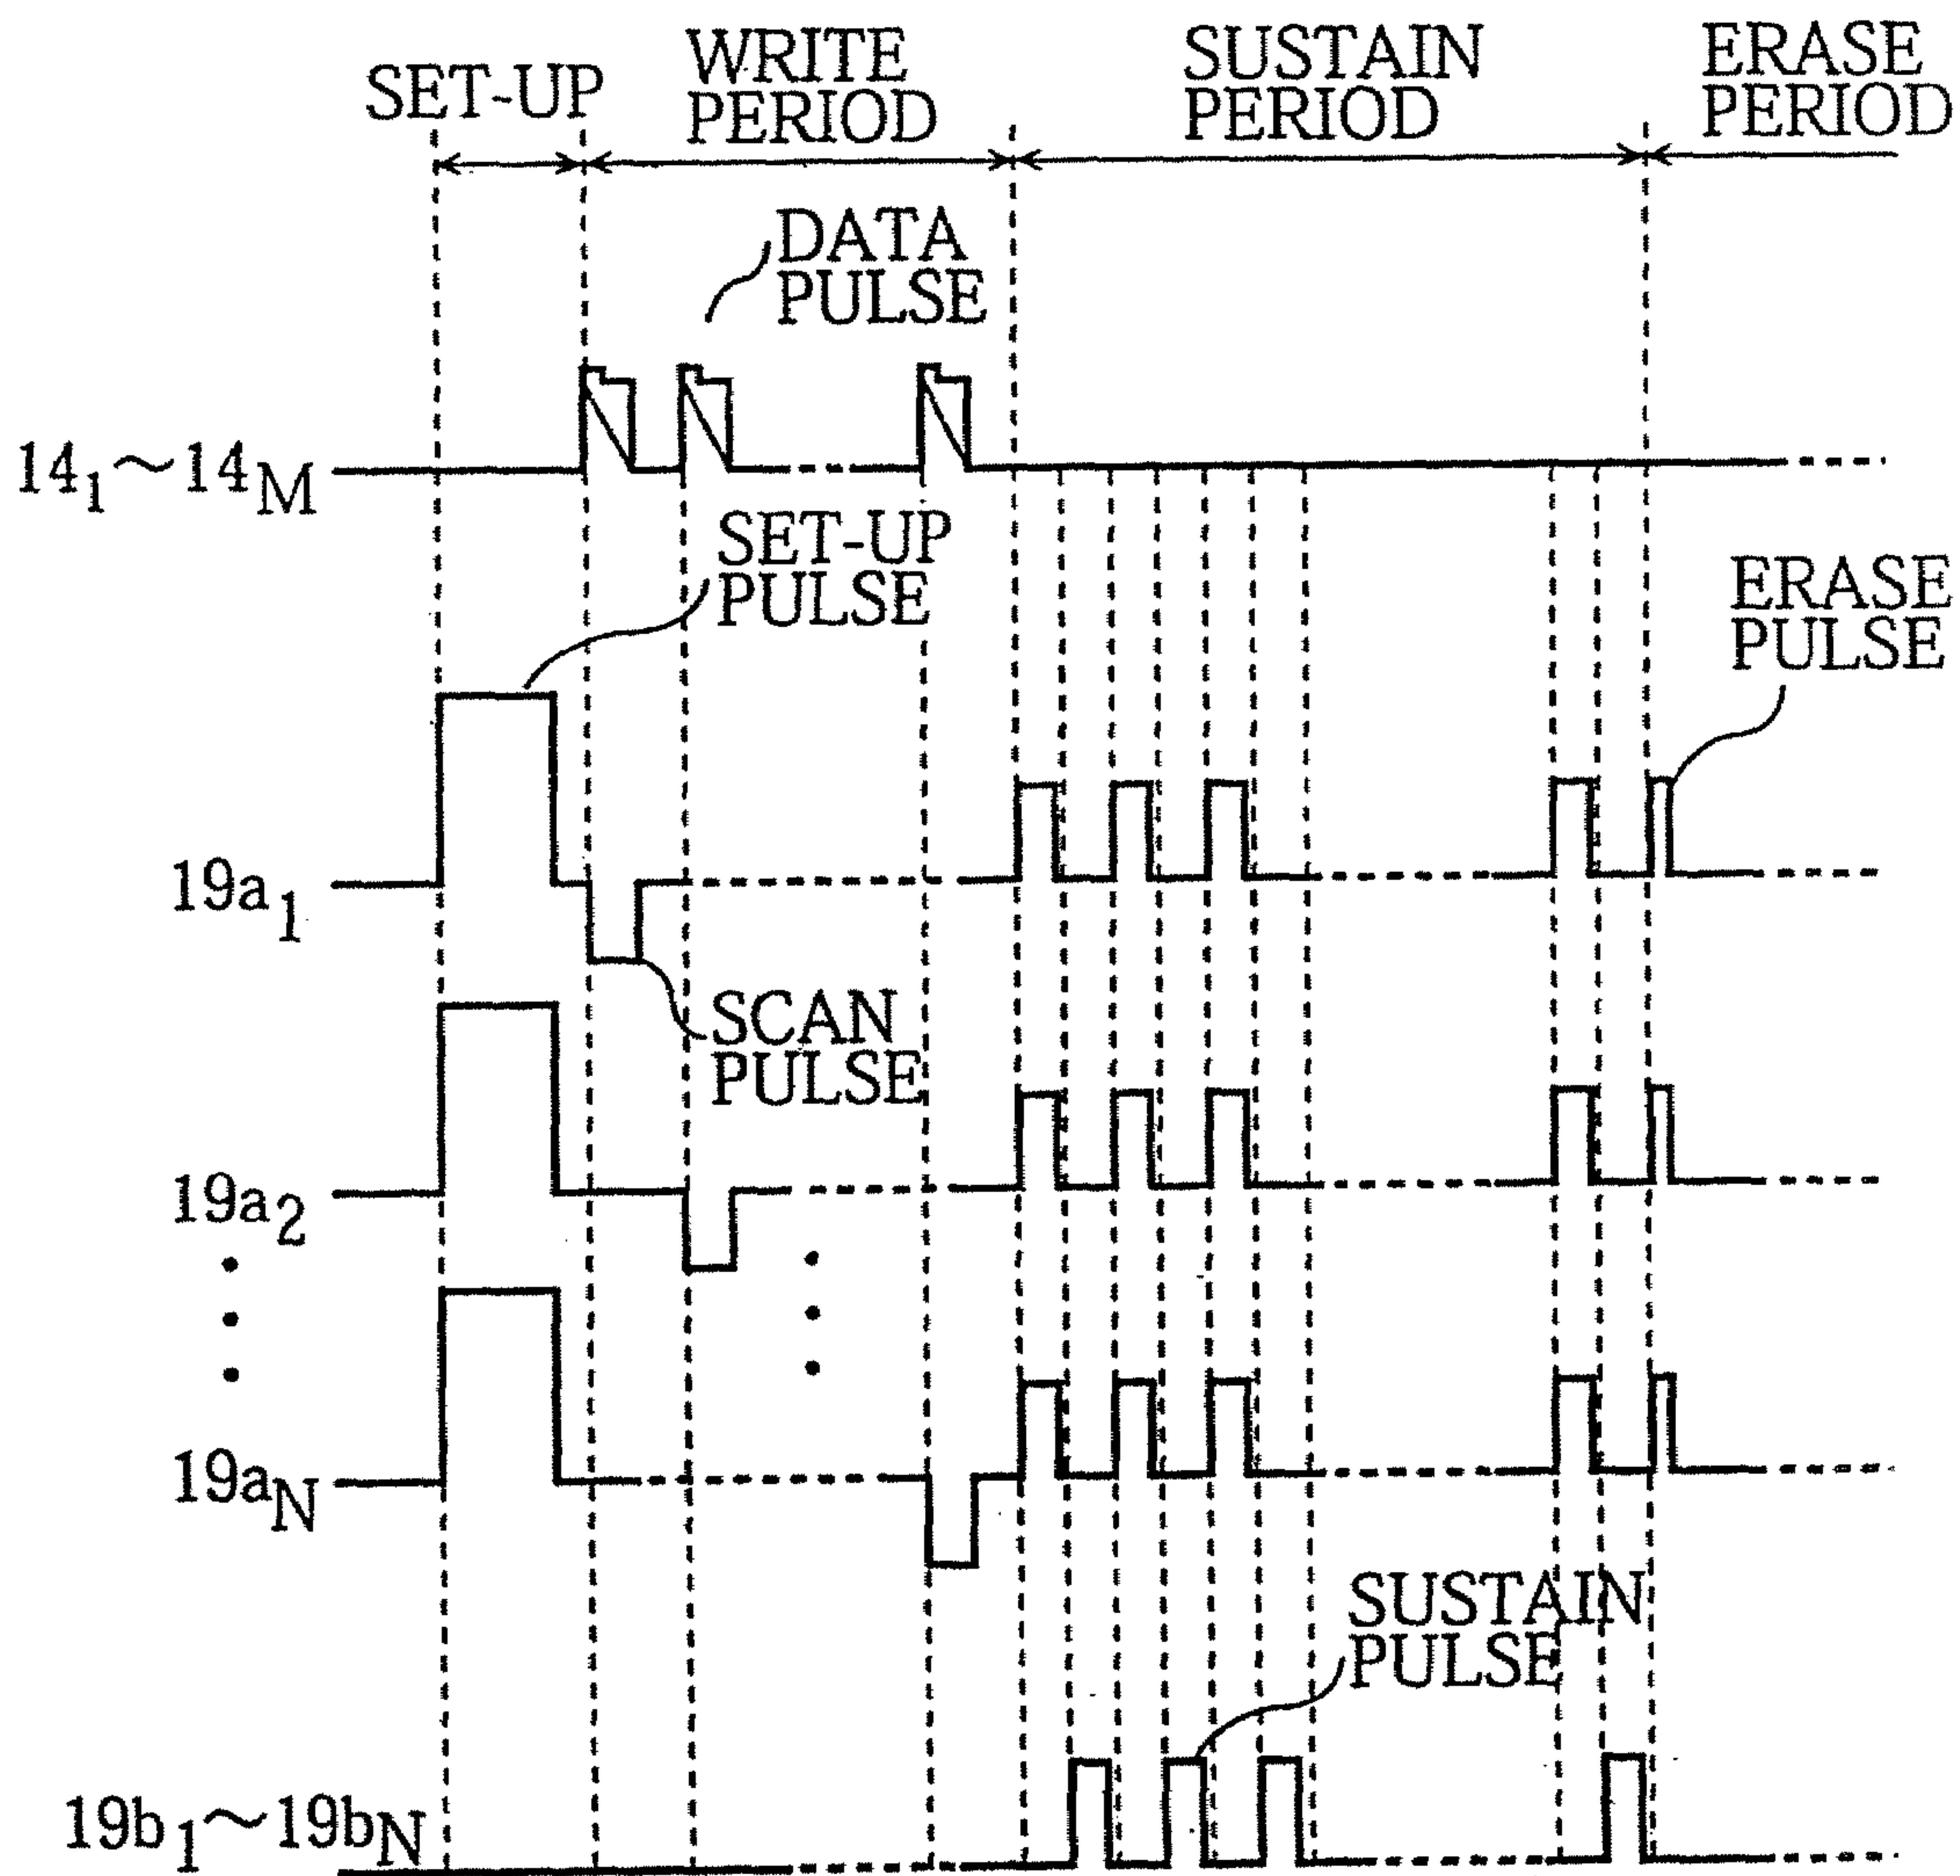 SET-UP
WRITE
PERIOD
SUSTAIN
PERIOD
ERASE
PERIOD
DATA
PULSE
14₁~14M
SET-UP
PULSE
ERASE
PULSE
19a₁
SCAN
PULSE
19a₂
19aN
SUSTAIN
PULSE
19b₁~19bN